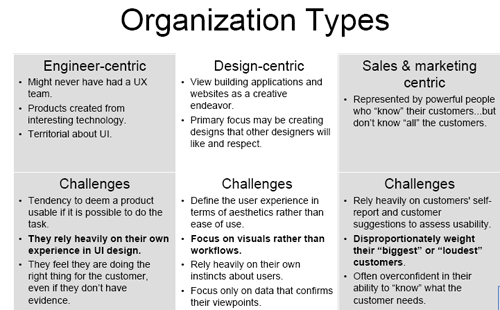 Organization Types
Engineer-centric
• Might never have had a UX
team.
• Products created from
interesting technology.
• Territorial about UI.
Design-centric
• View building applications and
websites as a creative
endeavor.
• Primary focus may be creating
designs that other designers will
like and respect.
Sales & marketing
centric
• Represented by powerful people
who “know” their customers...but
don’t know “all” the customers.
Challenges
• Tendency to deem a product
usable if it is possible to do the
task.
• They rely heavily on their own
experience in UI design.
• They feel they are doing the
right thing for the customer,
even if they don’t have
evidence.
Challenges
• Define the user experience in
terms of aesthetics rather than
ease of use.
• Focus on visuals rather than
workflows.
• Rely heavily on their own
instincts about users.
• Focus only on data that confirms
their viewpoints.
Challenges
• Rely heavily on customers' self-
report and customer
suggestions to assess usability.
• Disproportionately weight
their “biggest” or “loudest”
customers.
• Often overconfident in their
ability to “know” what the
customer needs.